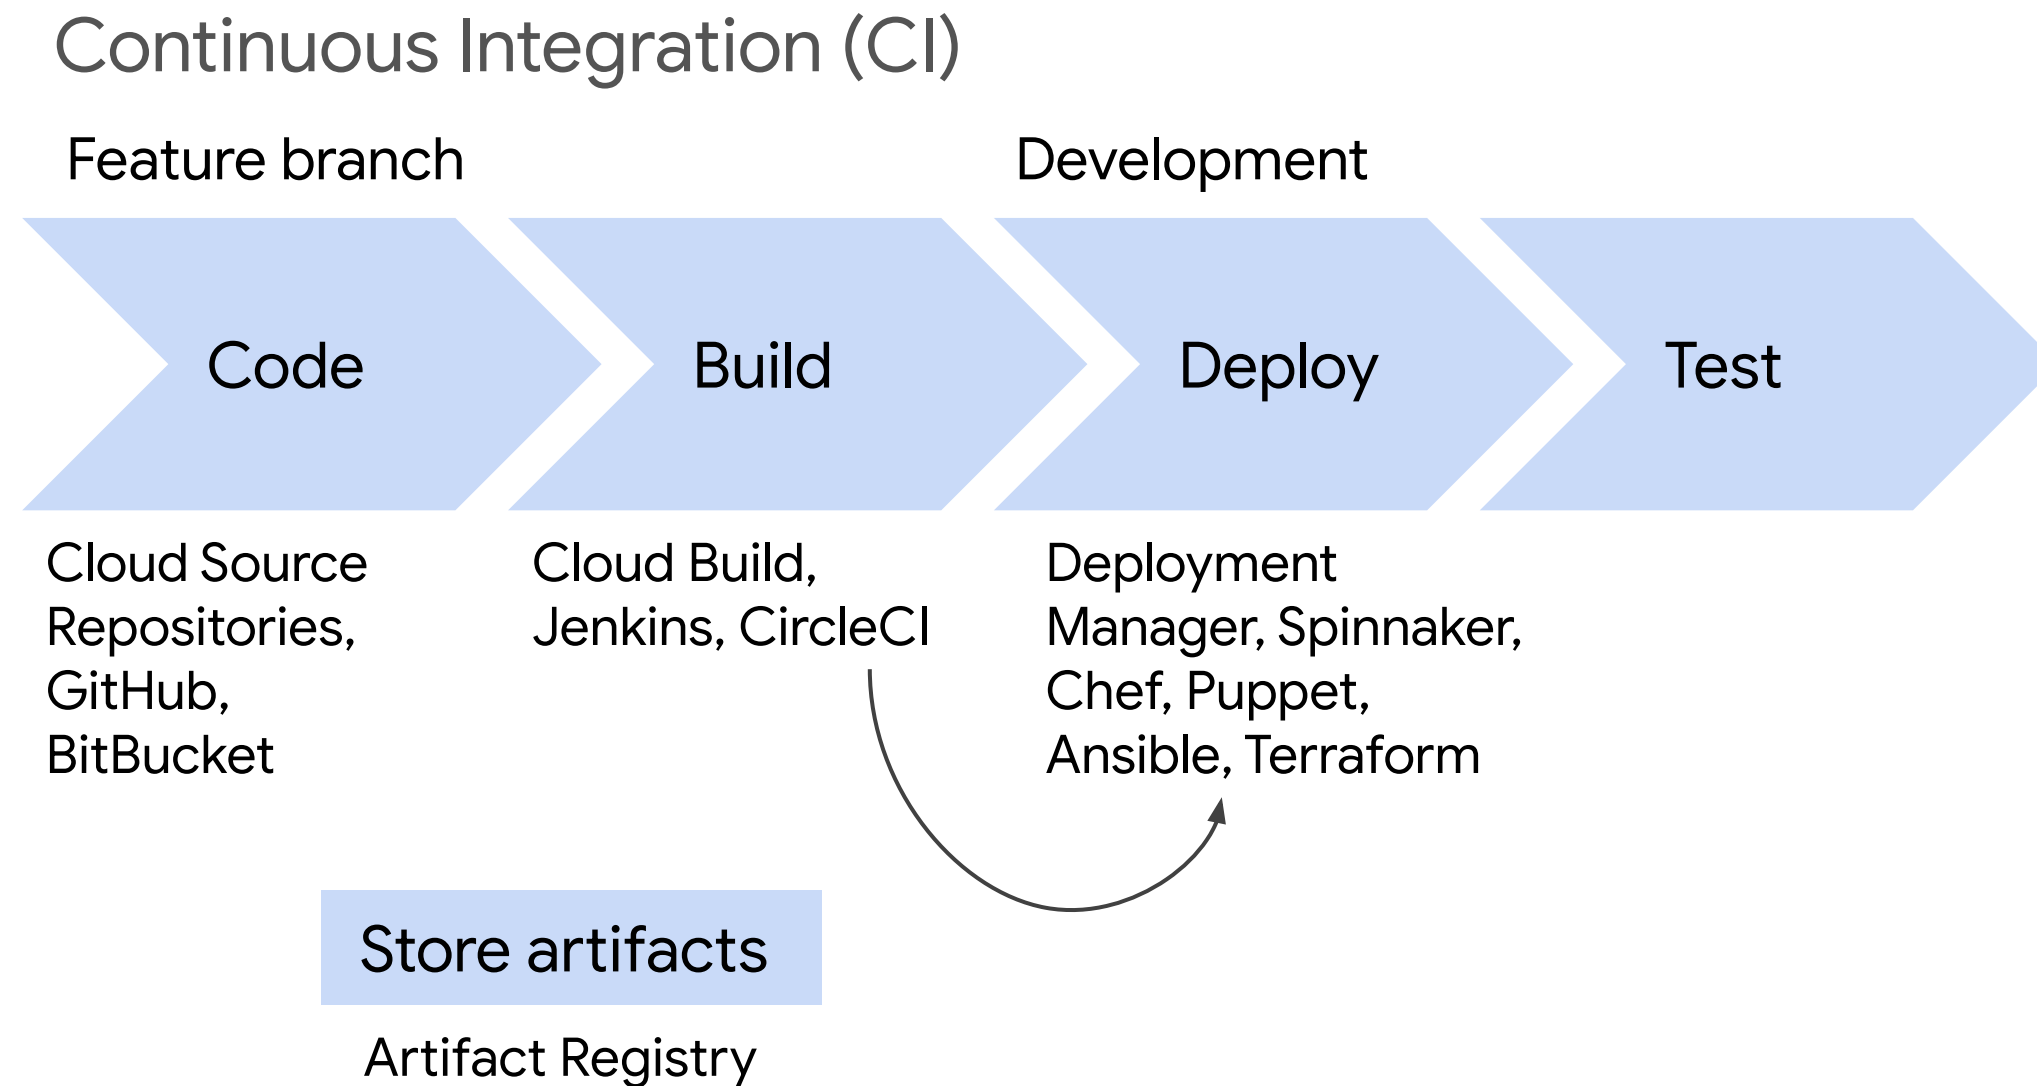 Continuous Integration (CI)
Feature branch
Development
Code
Build
Deploy
Test
Cloud Source
Repositories,
GitHub,
BitBucket
Cloud Build,
Jenkins, CircleCI
Deployment
Manager, Spinnaker,
Chef, Puppet,
Ansible, Terraform
Store artifacts
Artifact Registry